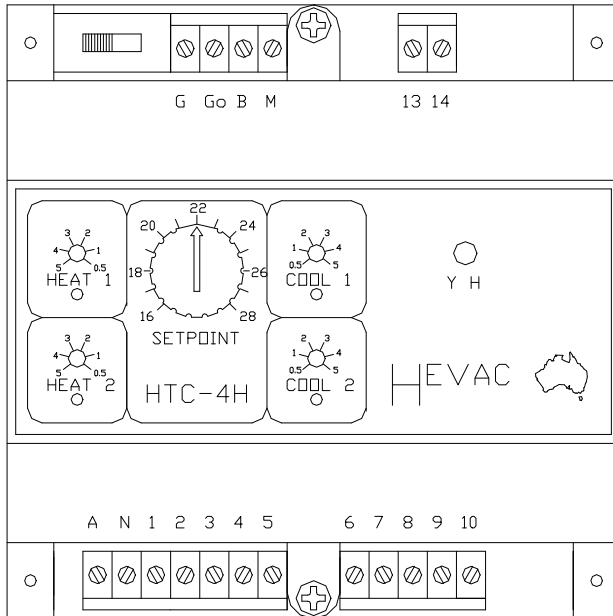 G Go B M 13 14
22
20 24
18 26
16 28
SETPOINT
3 2
4 1
5 0.5
HEAT 1
2 3
1 4
0.5 5
COOL 1
Y H
3 2
4 1
5 0.5
HEAT 2
HTC-4H
2 3
1 4
0.5 5
COOL 2
HEVAC
A N 1 2 3 4 5 6 7 8 9 10